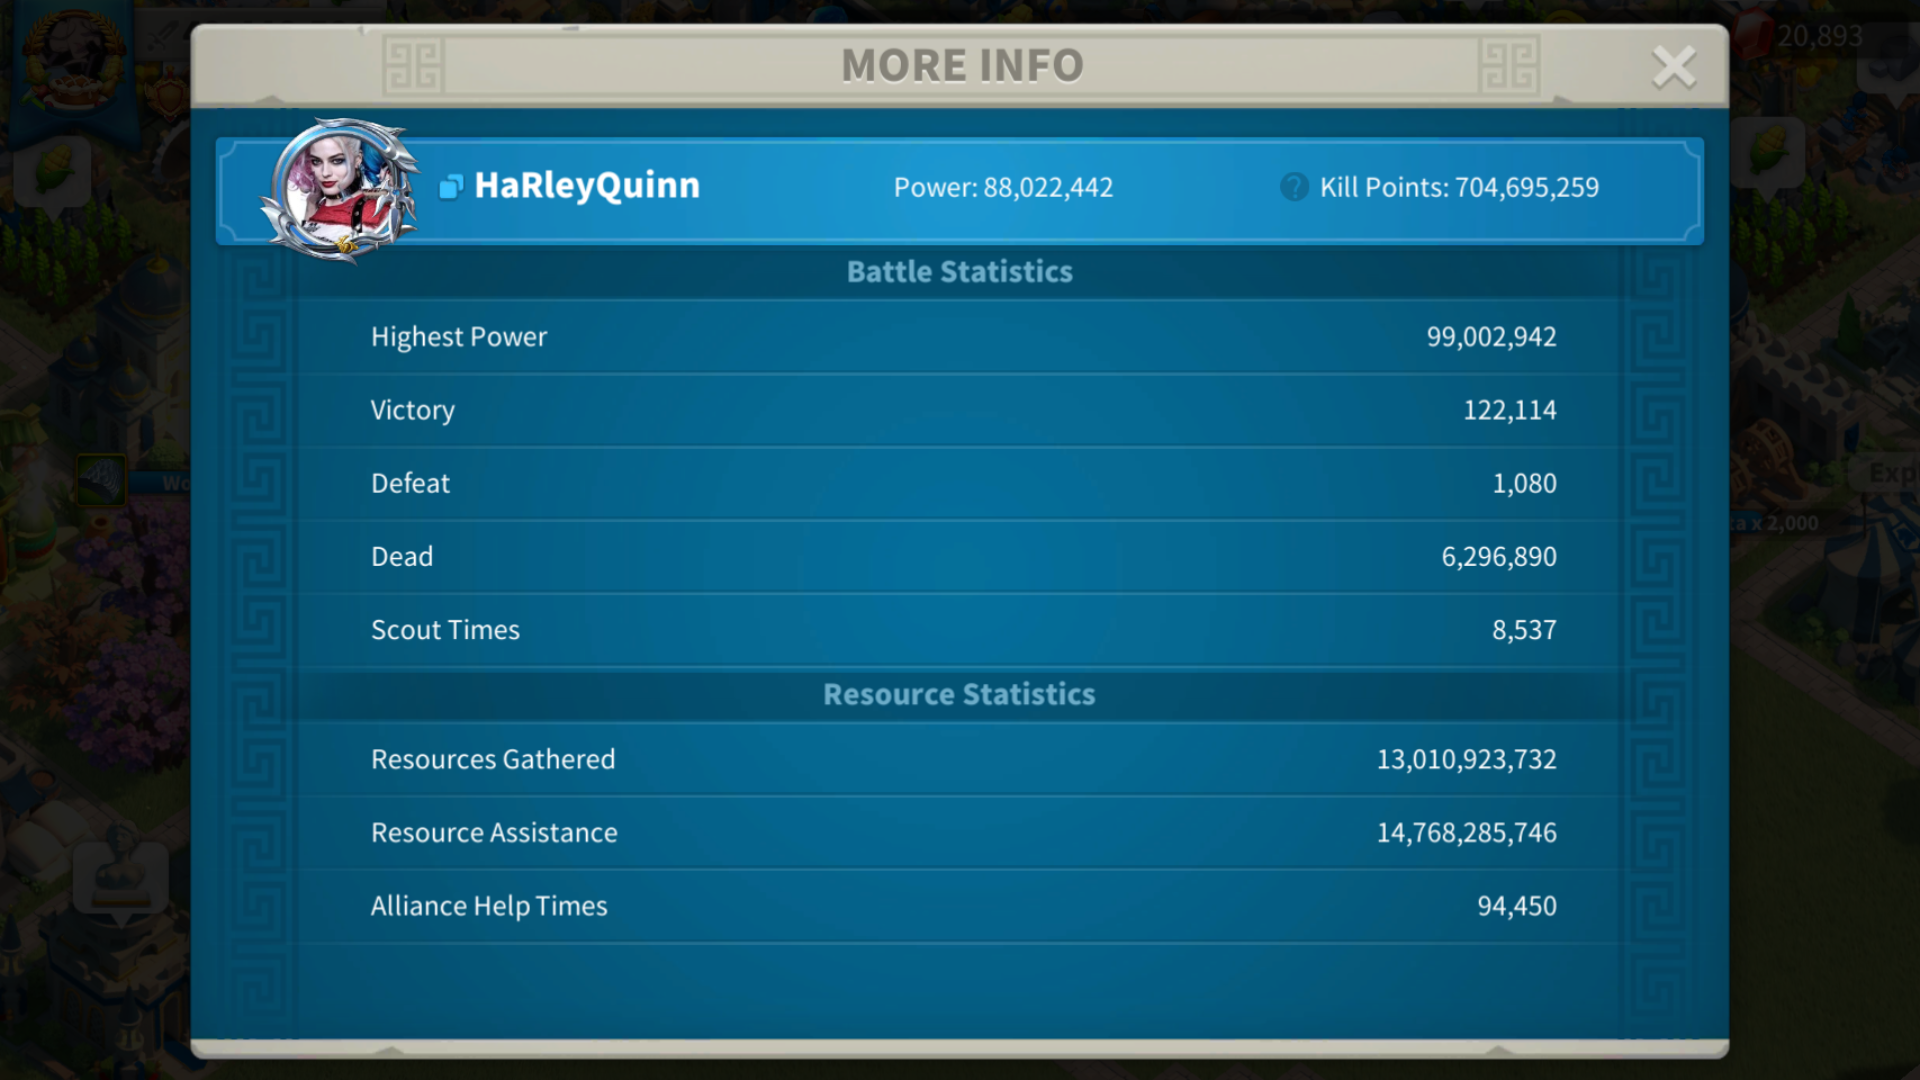 MORE INFO
20,893
HaRleyQuinn
Power: 88,022,442
Kill Points: 704,695,259
Battle Statistics
Highest Power 99,002,942
Victory 122,114
Defeat 1,080
Dead 6,296,890
Scout Times 8,537
Resource Statistics
Resources Gathered 13,010,923,732
Resource Assistance 14,768,285,746
Alliance Help Times 94,450
x 2,000